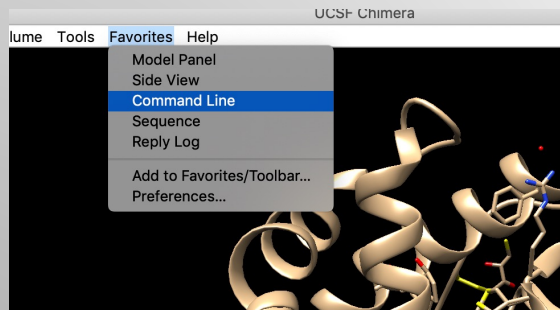 UCSF Chimera
lume Tools Favorites Help
Model Panel
Side View
Command Line
Sequence
Reply Log
Add to Favorites/Toolbar...
Preferences...